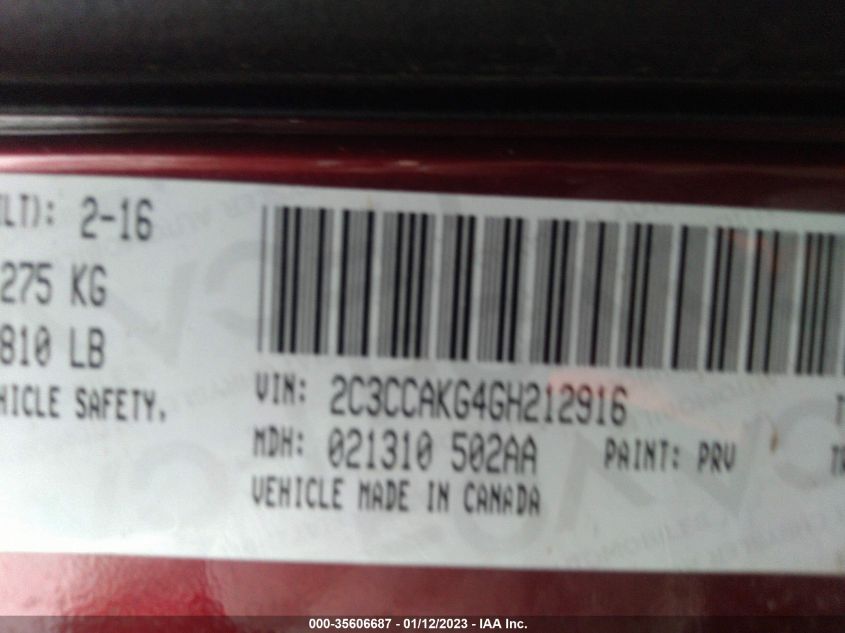 ILT): 2-16
275 KG
810 LB
HICLE SAFETY.
VIN: 2C3CCAKG4GH212916
MDH: 021310 502AA PAINT: PRV
VEHICLE MADE IN CANADA
000-35606687 - 01/12/2023 - IAA Inc.